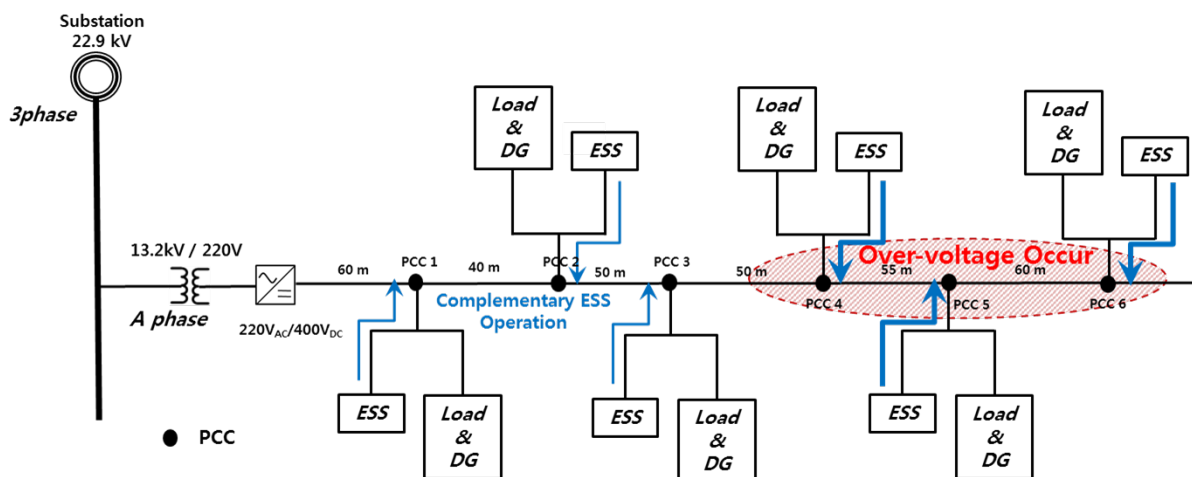 Substation
22.9 kV
3phase
13.2kV / 220V
A phase
220VAC/400VDC
60 m
PCC 1
40 m
PCC 2
50 m
PCC 3
50 m
PCC 4
55 m
PCC 5
60 m
PCC 6
Complementary ESS
Operation
Over-voltage Occur
Load
&
DG
ESS
Load
&
DG
ESS
Load
&
DG
ESS
ESS
Load
&
DG
ESS
Load
&
DG
ESS
Load
&
DG
PCC